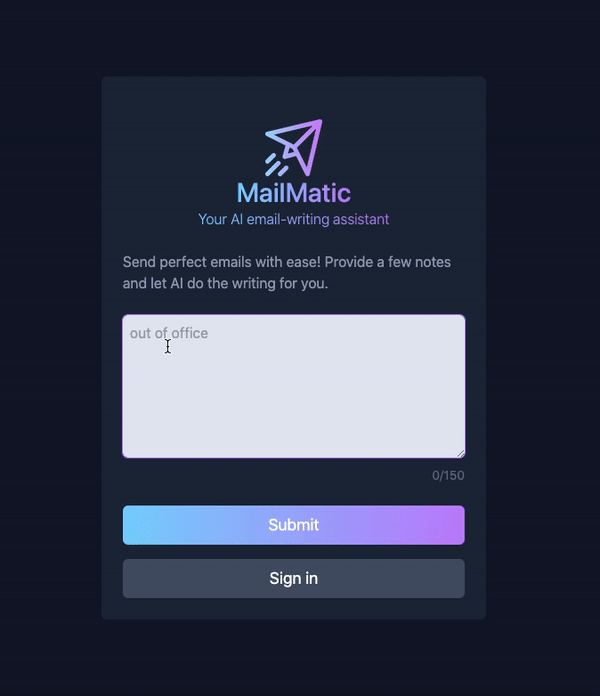 MailMatic
Your AI email-writing assistant
Send perfect emails with ease! Provide a few notes
and let AI do the writing for you.
out of office
0/150
Submit
Sign in